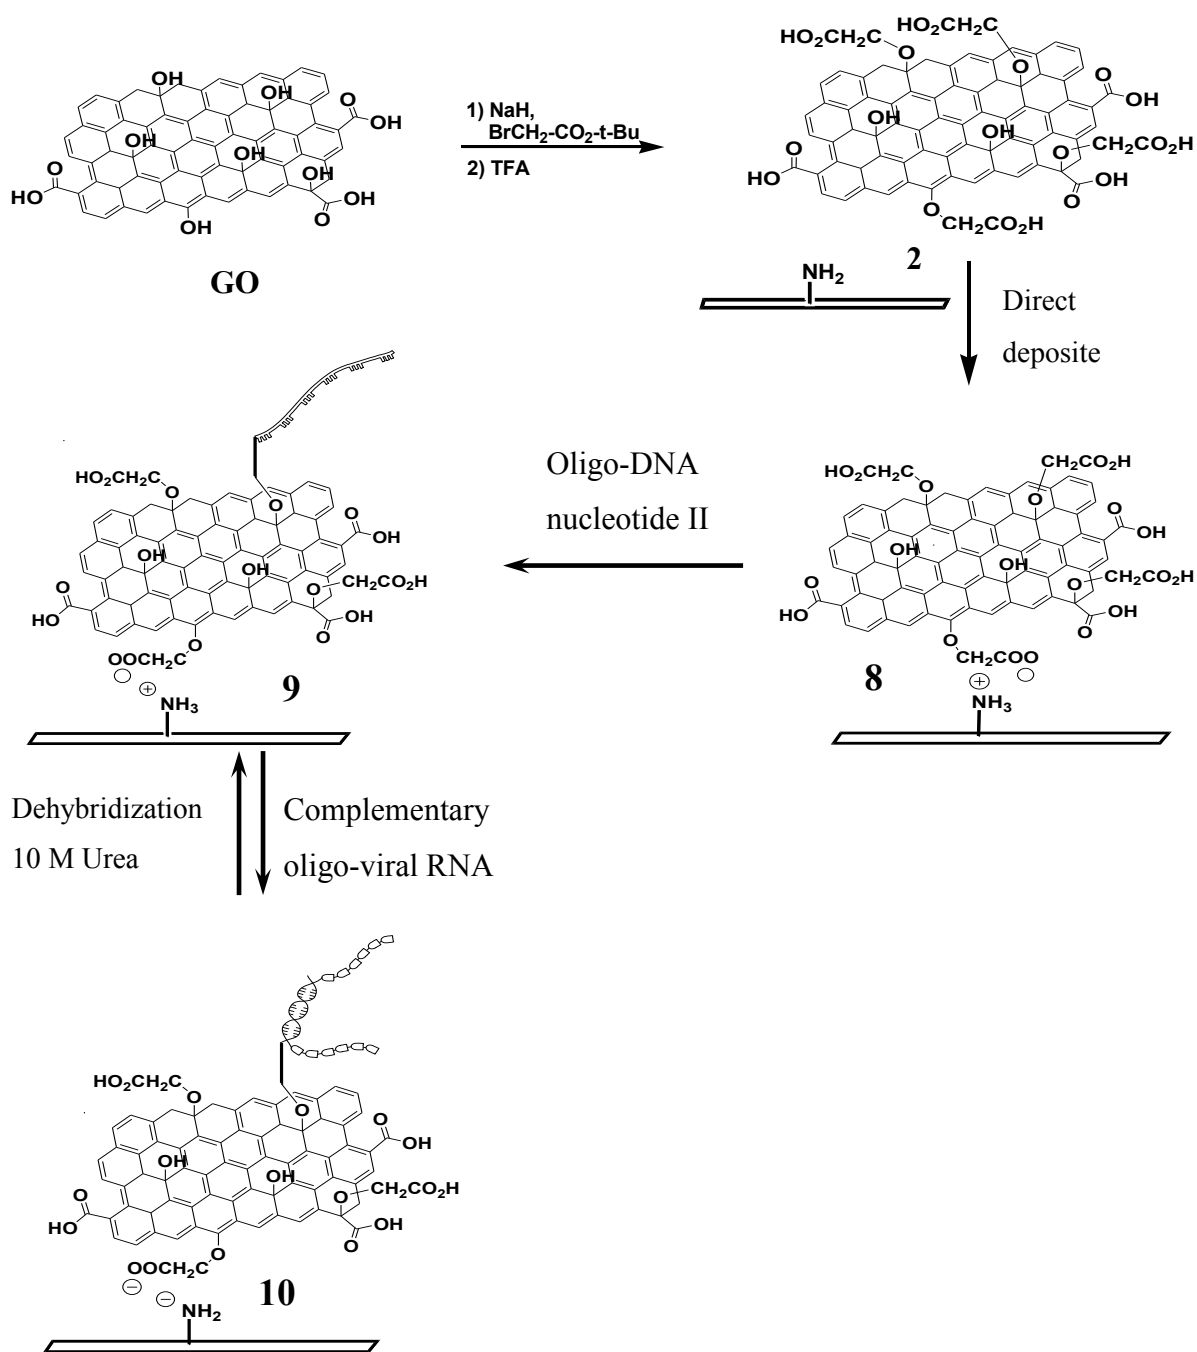 HO₂CH₂C
HO₂CH₂C
O
O
OH
OH
OH
O
OH
OH
OH
OH
OH
O
HO
O
OH
OH
1) NaH,
BrCH₂-CO₂-t-Bu
2) TFA
O
OH
OH
OH
O
CH₂CO₂H
O
HO
OH
O
O
CH₂CO₂H
GO
2
NH₂
Direct
deposite
Oligo-DNA
nucleotide II
HO₂CH₂C
O
O
O
OH
OH
OH
O
CH₂CO₂H
O
HO
OH
O
O
OOCH₂C
⊕
NH₃
9
HO₂CH₂C
O
CH₂CO₂H
O
O
OH
OH
OH
O
CH₂CO₂H
O
HO
OH
O
O
CH₂COO
⊕
NH₃
8
Dehybridization
10 M Urea
Complementary
oligo-viral RNA
HO₂CH₂C
O
O
O
OH
OH
OH
O
CH₂CO₂H
O
HO
OH
O
O
OOCH₂C
⊖
⊖
NH₂
10